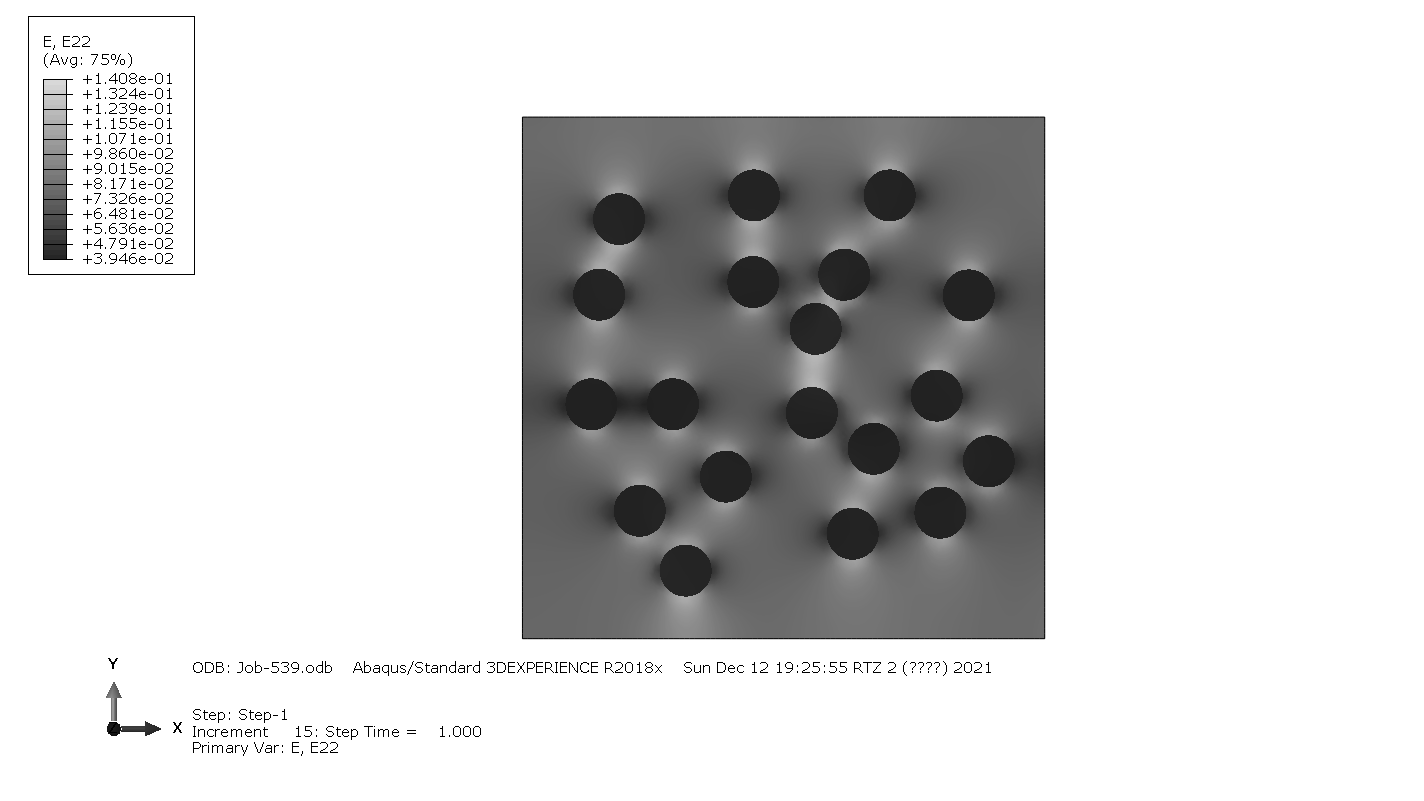 E, E22
(Avg: 75%)
+1.408e-01
+1.324e-01
+1.239e-01
+1.155e-01
+1.071e-01
+9.860e-02
+9.015e-02
+8.171e-02
+7.326e-02
+6.481e-02
+5.636e-02
+4.791e-02
+3.946e-02
Y
X
ODB: Job-539.odb    Abaqus/Standard 3DEXPERIENCE R2018x    Sun Dec 12 19:25:55 RTZ 2 (????) 2021
Step: Step-1
Increment    15: Step Time =    1.000
Primary Var: E, E22